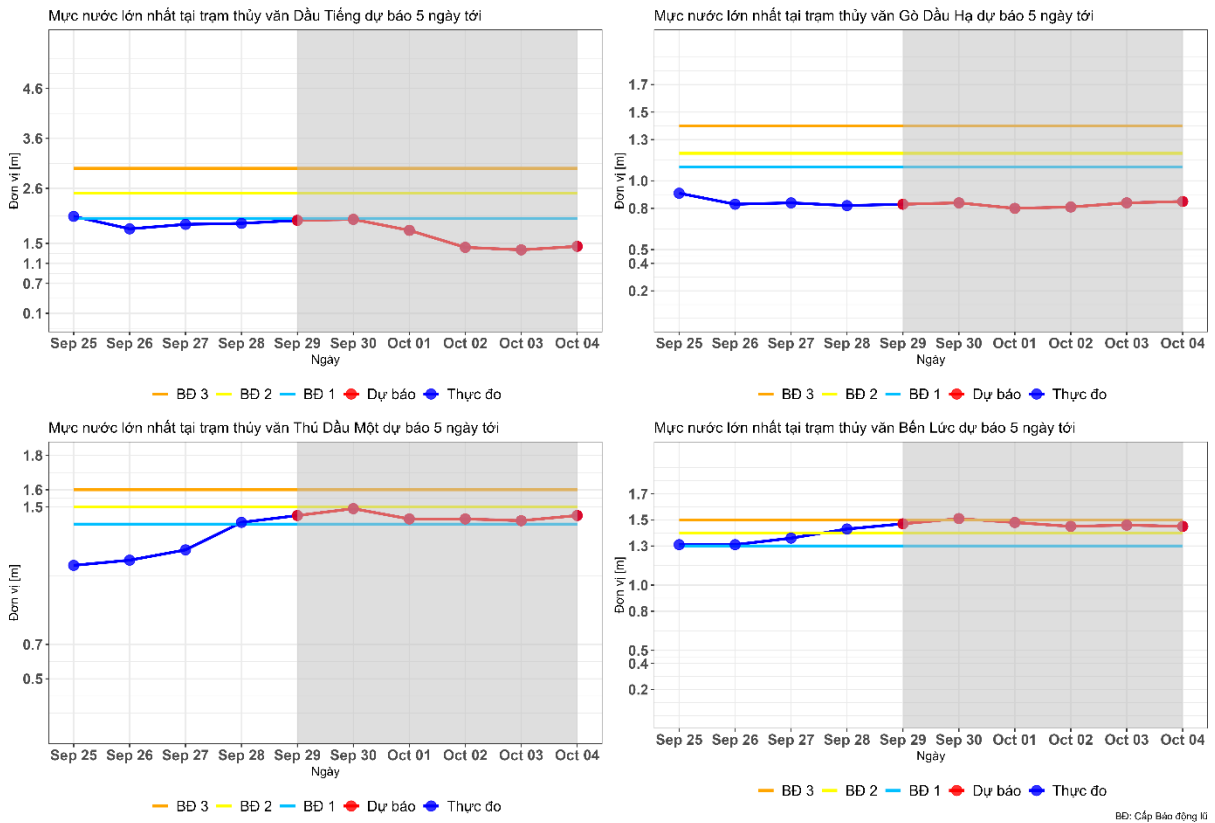 Mực nước lớn nhất tại trạm thủy văn Dầu Tiếng dự báo 5 ngày tới
Đơn vị [m]
4.6
3.6
2.6
1.5
1.1
0.7
0.1
Sep 25 Sep 26 Sep 27 Sep 28 Sep 29 Sep 30 Oct 01 Oct 02 Oct 03 Oct 04
Ngày
BĐ 3 BĐ 2 BĐ 1 Dự báo Thực đo
Mực nước lớn nhất tại trạm thủy văn Gò Dầu Hạ dự báo 5 ngày tới
Đơn vị [m]
1.7
1.5
1.3
1.0
0.8
0.5
0.4
0.2
Sep 25 Sep 26 Sep 27 Sep 28 Sep 29 Sep 30 Oct 01 Oct 02 Oct 03 Oct 04
Ngày
BĐ 3 BĐ 2 BĐ 1 Dự báo Thực đo
Mực nước lớn nhất tại trạm thủy văn Thủ Dầu Một dự báo 5 ngày tới
Đơn vị [m]
1.8
1.6
1.5
0.7
0.5
Sep 25 Sep 26 Sep 27 Sep 28 Sep 29 Sep 30 Oct 01 Oct 02 Oct 03 Oct 04
Ngày
BĐ 3 BĐ 2 BĐ 1 Dự báo Thực đo
Mực nước lớn nhất tại trạm thủy văn Bến Lức dự báo 5 ngày tới
Đơn vị [m]
1.7
1.5
1.3
1.0
0.8
0.5
0.4
0.2
Sep 25 Sep 26 Sep 27 Sep 28 Sep 29 Sep 30 Oct 01 Oct 02 Oct 03 Oct 04
Ngày
BĐ 3 BĐ 2 BĐ 1 Dự báo Thực đo
BĐ: Cấp Báo động lũ